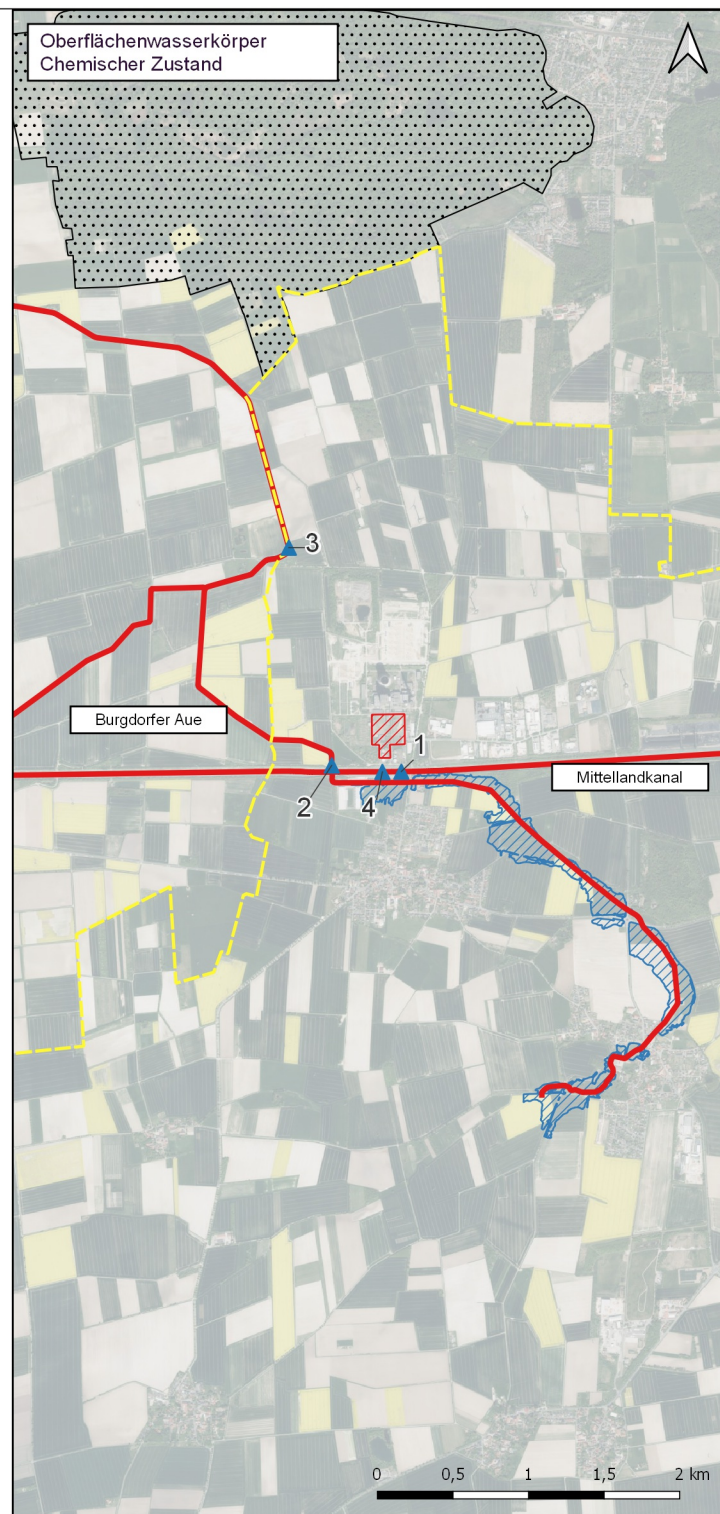 Oberflächenwasserkörper
Chemischer Zustand
3
Burgdorfer Aue
1
Mittellandkanal
2
4
0 0,5 1 1,5 2 km